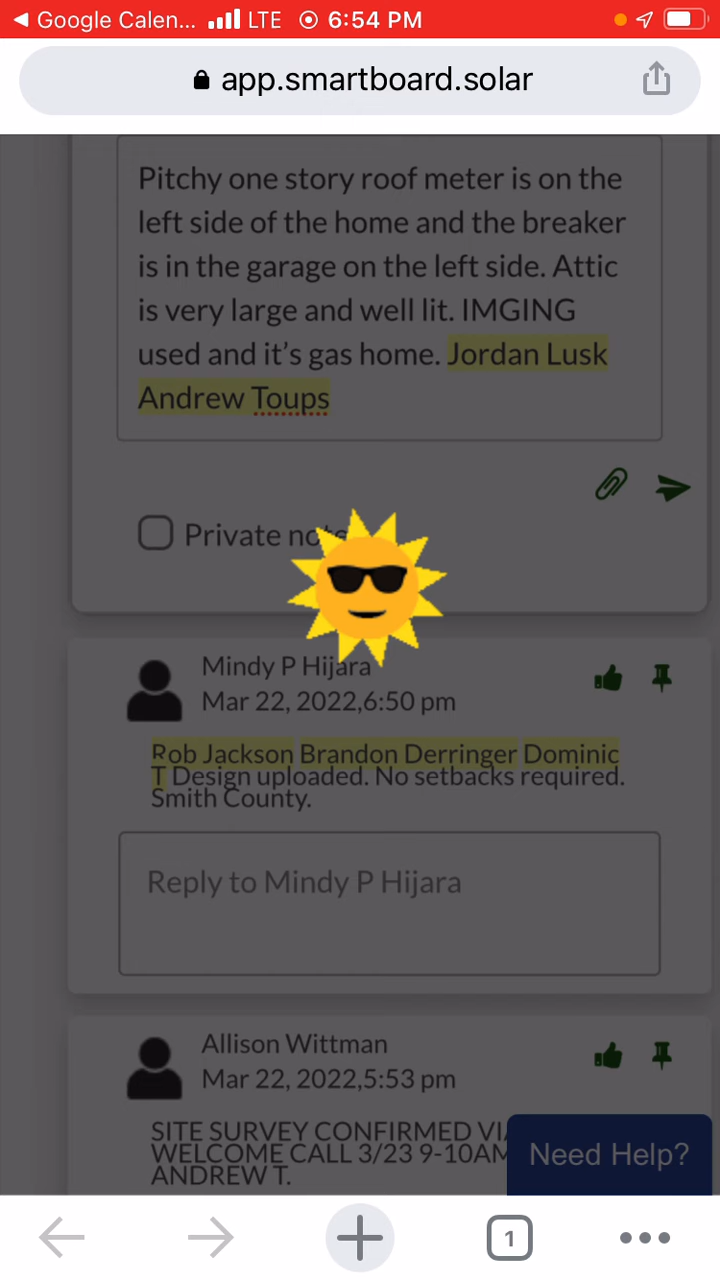 Google Calen... LTE 6:54 PM
app.smartboard.solar
Pitchy one story roof meter is on the
left side of the home and the breaker
is in the garage on the left side. Attic
is very large and well lit. IMGING
used and it’s gas home. Jordan Lusk
Andrew Toups
Private note
Mindy P Hijara
Mar 22, 2022,6:50 pm
Rob Jackson Brandon Derringer Dominic
T Design uploaded. No setbacks required.
Smith County.
Reply to Mindy P Hijara
Allison Wittman
Mar 22, 2022,5:53 pm
SITE SURVEY CONFIRMED
WELCOME CALL 3/23 9-10AM
ANDREW T.
Need Help?
1